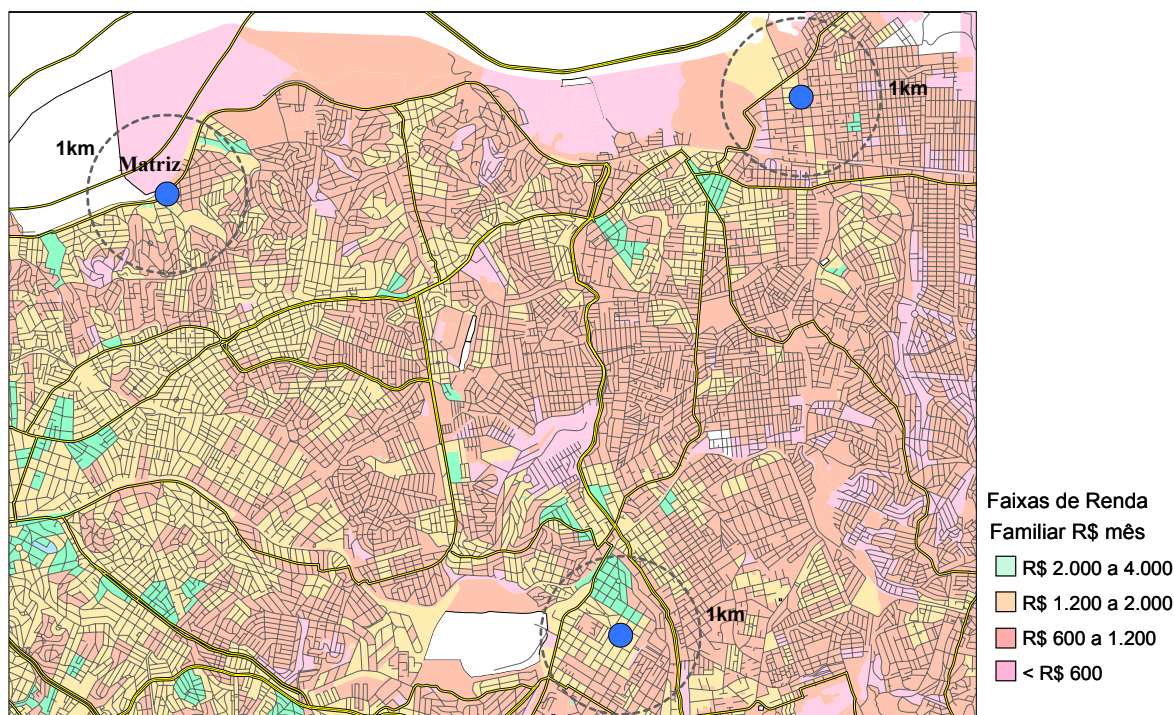 1km
1km
Matriz
1km
Faixas de Renda
Familiar R$ mês
R$ 2.000 a 4.000
R$ 1.200 a 2.000
R$ 600 a 1.200
< R$ 600